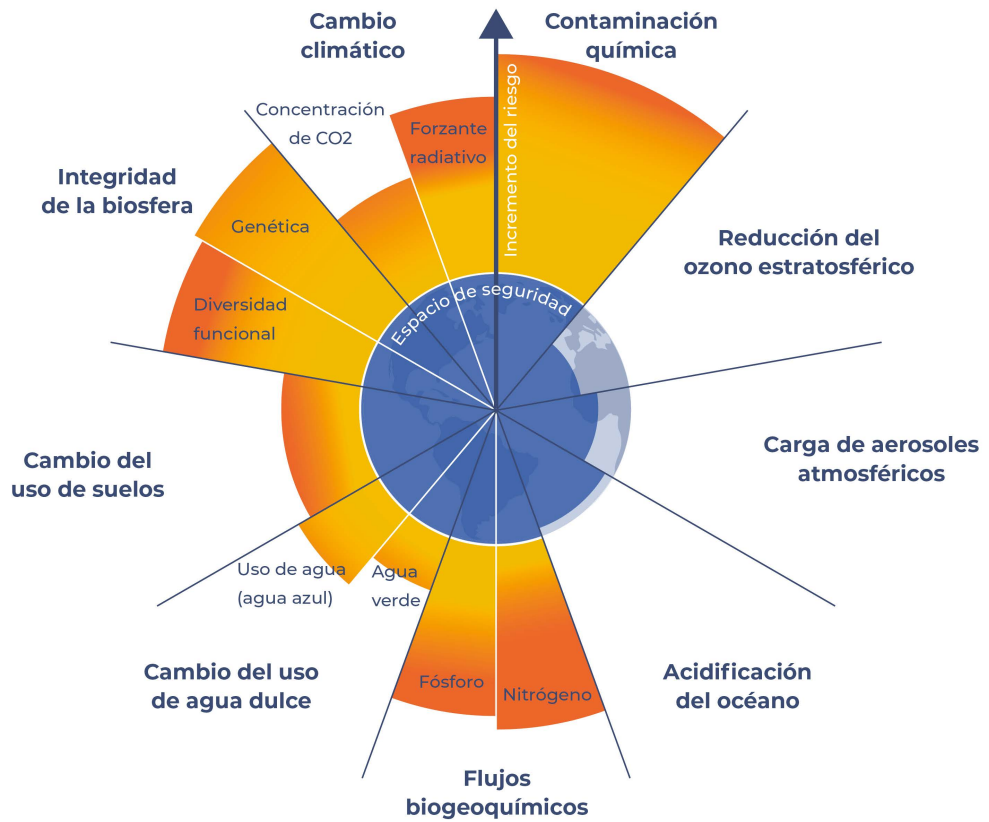 Cambio
climático
Contaminación
química
Concentración
de CO2
Forzante
radiativo
Incremento del riesgo
Integridad
de la biosfera
Genética
Reducción del
ozono estratosférico
Diversidad
funcional
Espacio de seguridad
Cambio del
uso de suelos
Carga de aerosoles
atmosféricos
Uso de agua
(agua azul)
Agua
verde
Cambio del uso
de agua dulce
Fósforo
Nitrógeno
Acidificación
del océano
Flujos
biogeoquímicos